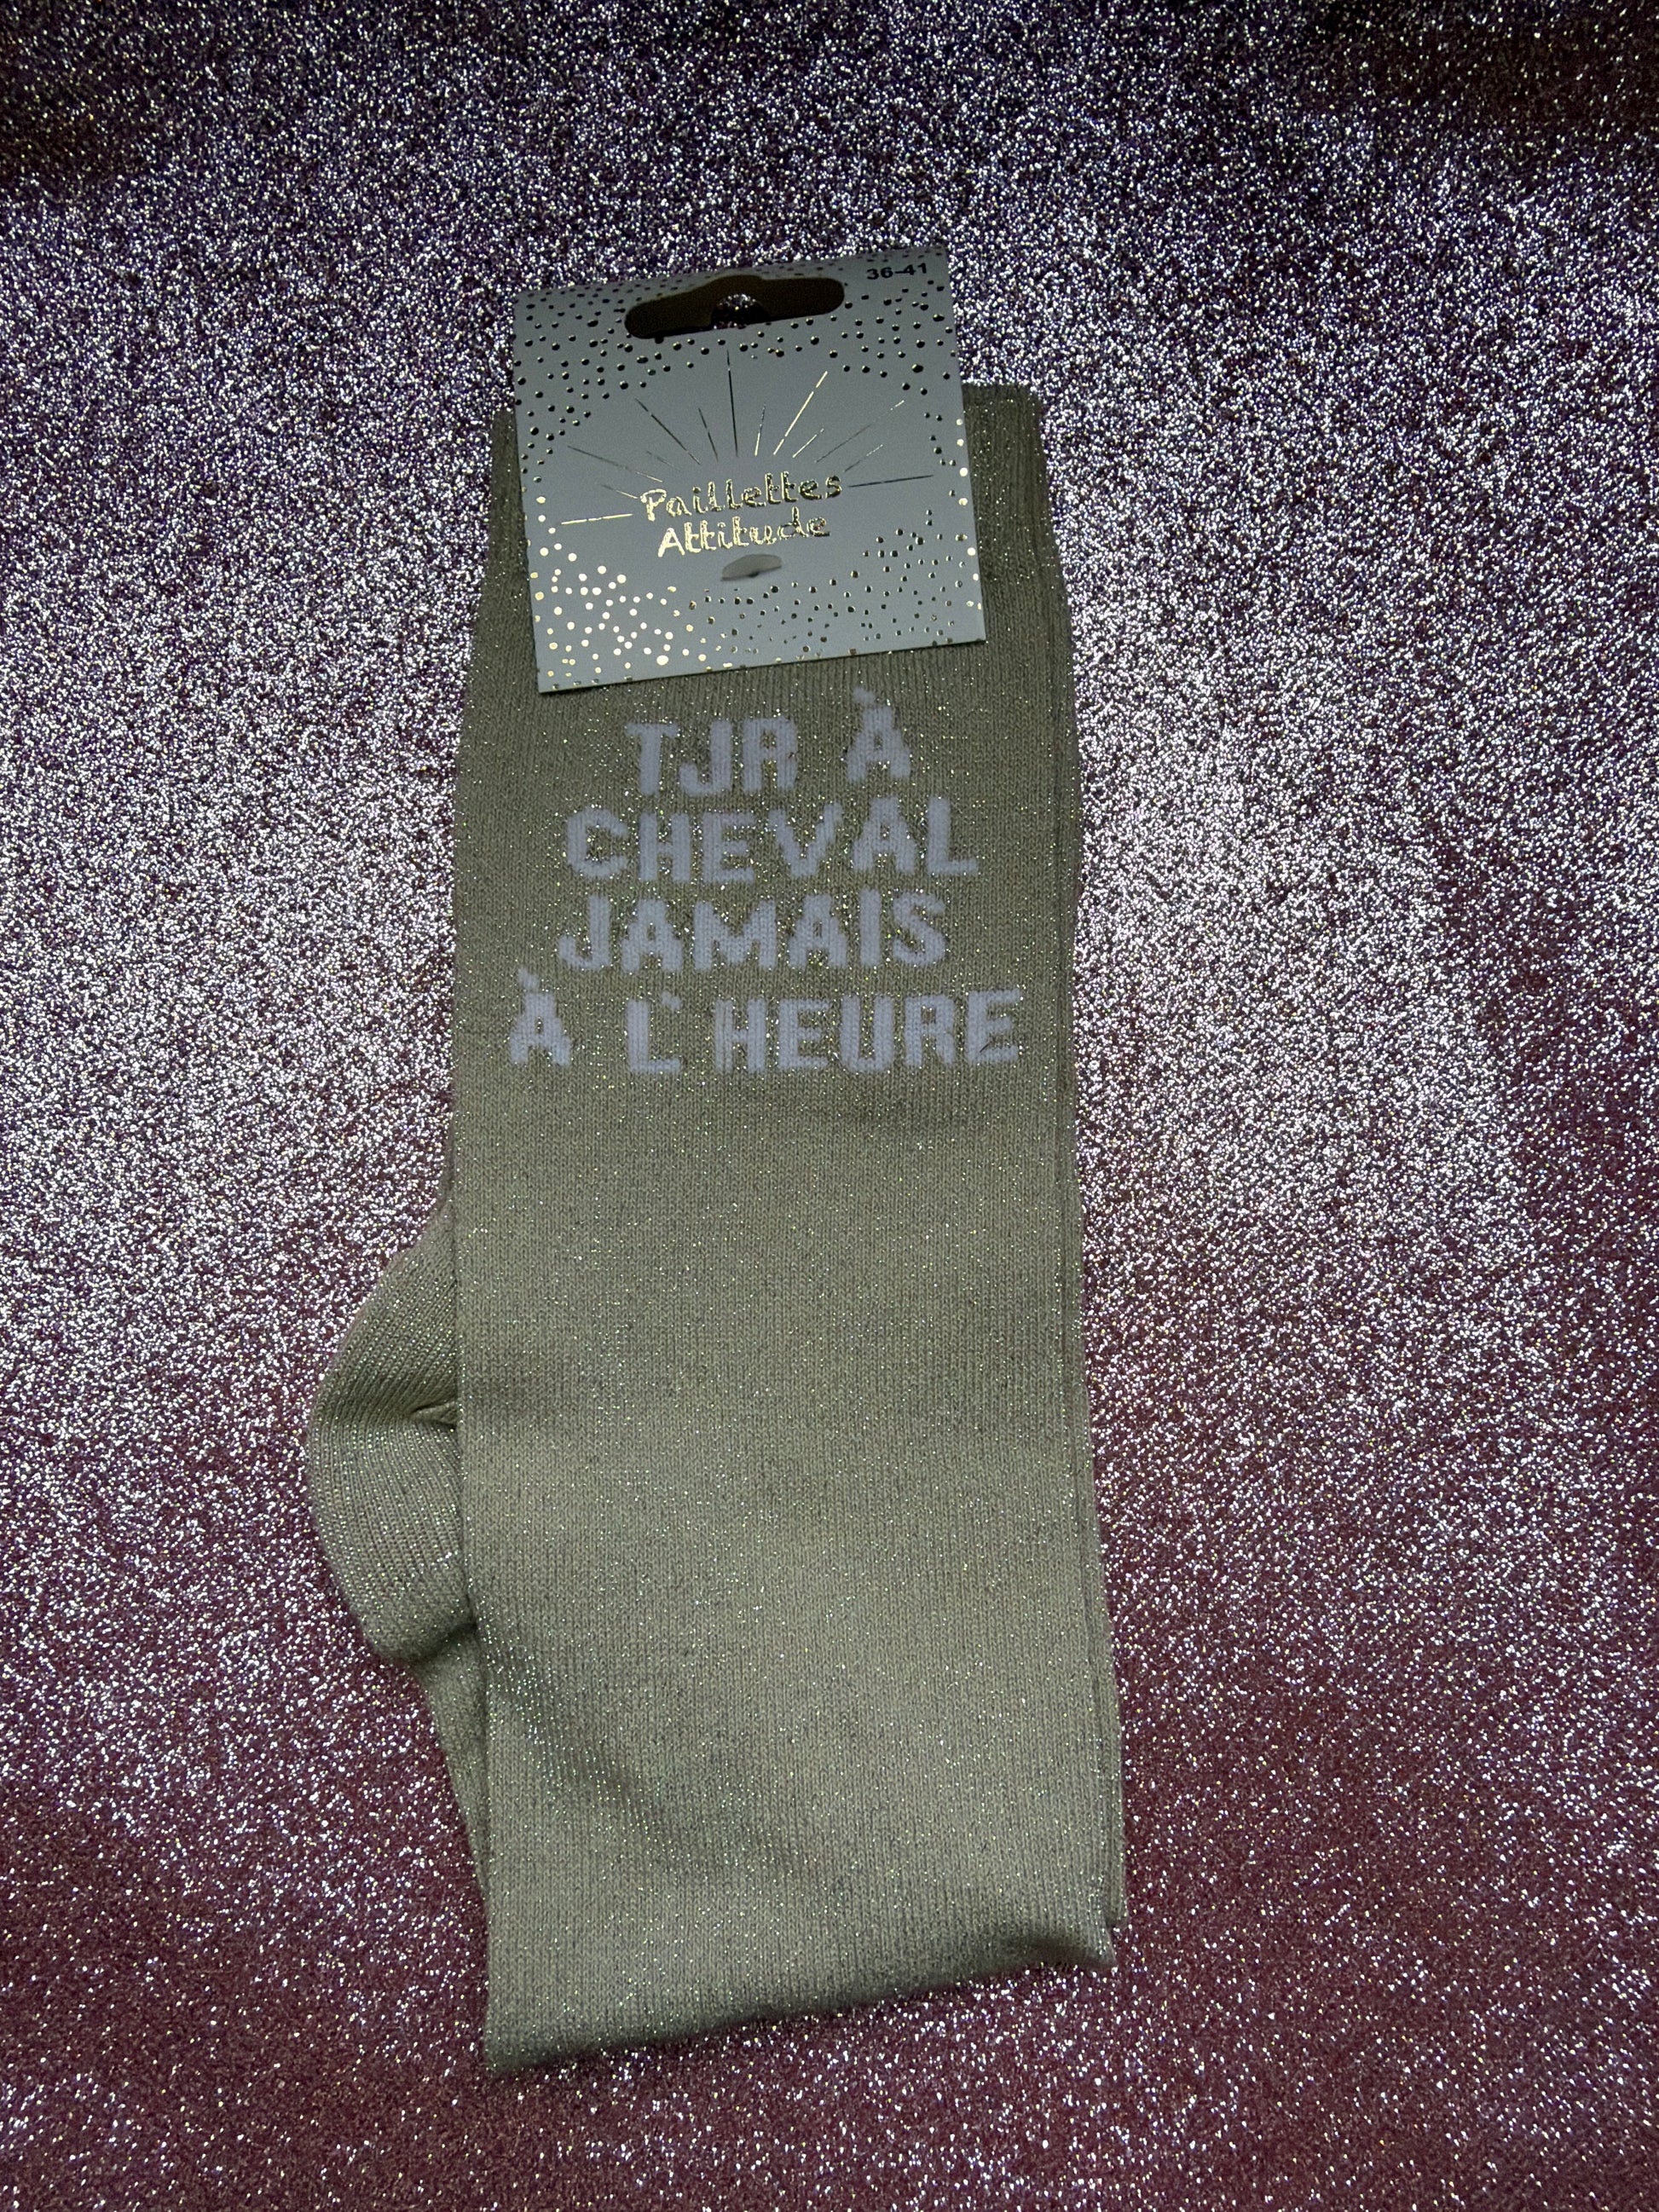 36-41
Paillettes
Attitude
TJR À
CHEVAL
JAMAIS
À L'HEURE